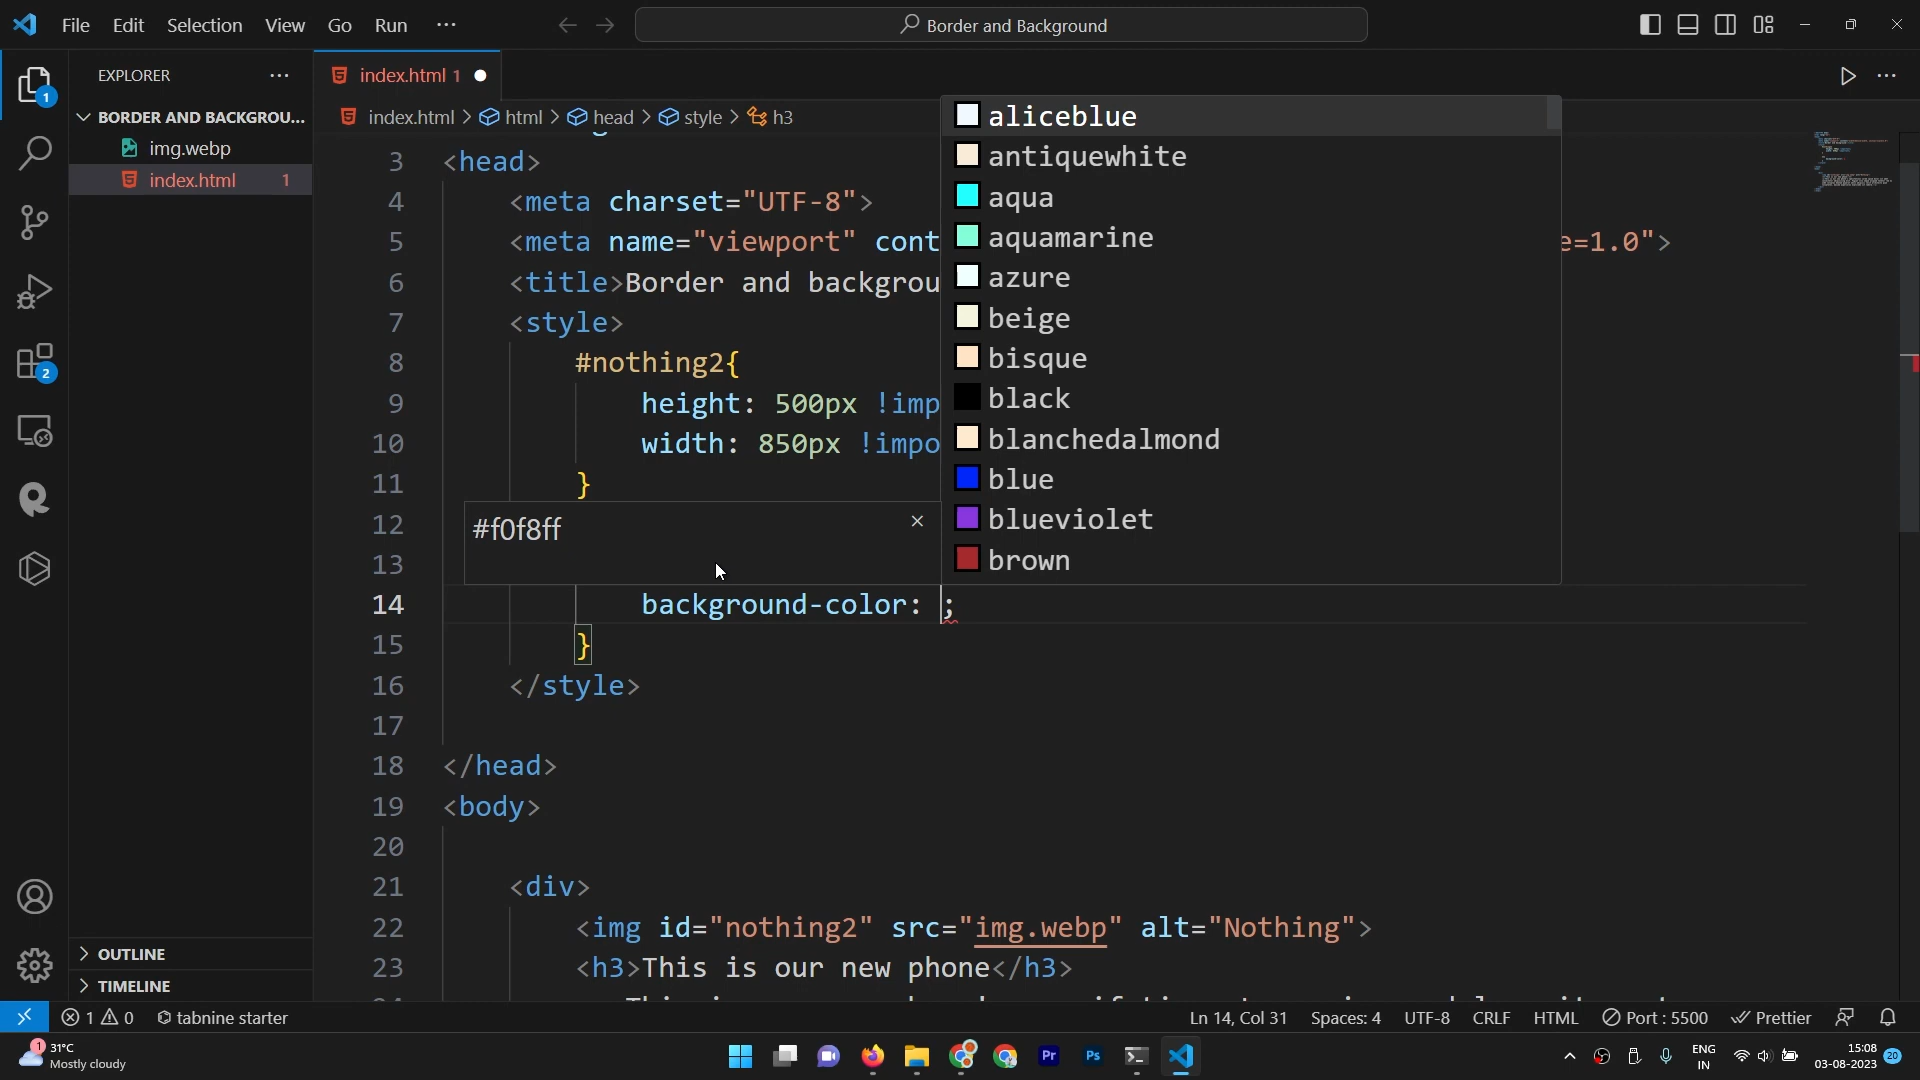 File Edit Selection View Go Run ··· Border and Background
EXPLORER ···
index.html 1
BORDER AND BACKGROU...
img.webp
index.html 1
index.html > html > head > style > h3
3 <head>
4 <meta charset="UTF-8">
5 <meta name="viewport" cont e=1.0">
6 <title>Border and backgrou
7 <style>
8 #nothing2{
9 height: 500px !imp
10 width: 850px !impo
11 }
12
13
14 background-color: ;
15 }
16 </style>
17
18 </head>
19 <body>
20
21 <div>
22 <img id="nothing2" src="img.webp" alt="Nothing">
23 <h3>This is our new phone</h3>
#f0f8ff
aliceblue
antiquewhite
aqua
aquamarine
azure
beige
bisque
black
blanchedalmond
blue
blueviolet
brown
1
2
OUTLINE
TIMELINE
1 0 tabnine starter Ln 14, Col 31 Spaces: 4 UTF-8 CRLF HTML Port : 5500 Prettier
1 31°C
Mostly cloudy
Pr Ps
ENG
IN
15:08
03-08-2023
20